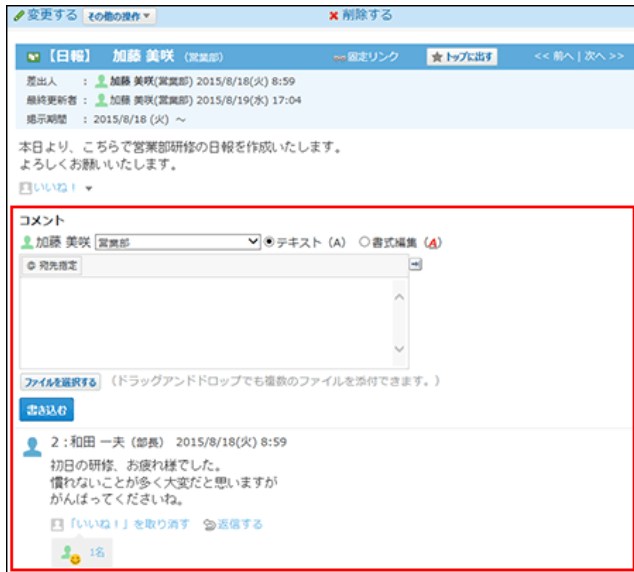 変更する その他の操作 削除する
【日報】 加藤 美咲 (営業部) 固定リンク トップに出す << 前へ | 次へ >>
差出人 : 加藤 美咲(営業部) 2015/8/18(火) 8:59
最終更新者 : 加藤 美咲(営業部) 2015/8/19(水) 17:04
掲示期間 : 2015/8/18 (火) ～
本日より、こちらで営業部研修の日報を作成いたします。
よろしくお願いいたします。
いいね！
コメント
加藤 美咲 営業部 テキスト (A) 書式編集 (A)
宛先指定
ファイルを選択する (ドラッグアンドドロップでも複数のファイルを添付できます。)
書き込む
2 : 和田 一夫 (部長) 2015/8/18(火) 8:59
初日の研修、お疲れ様でした。
慣れないことが多く大変だと思いますが
がんばってくださいね。
「いいね！」を取り消す 返信する
1名